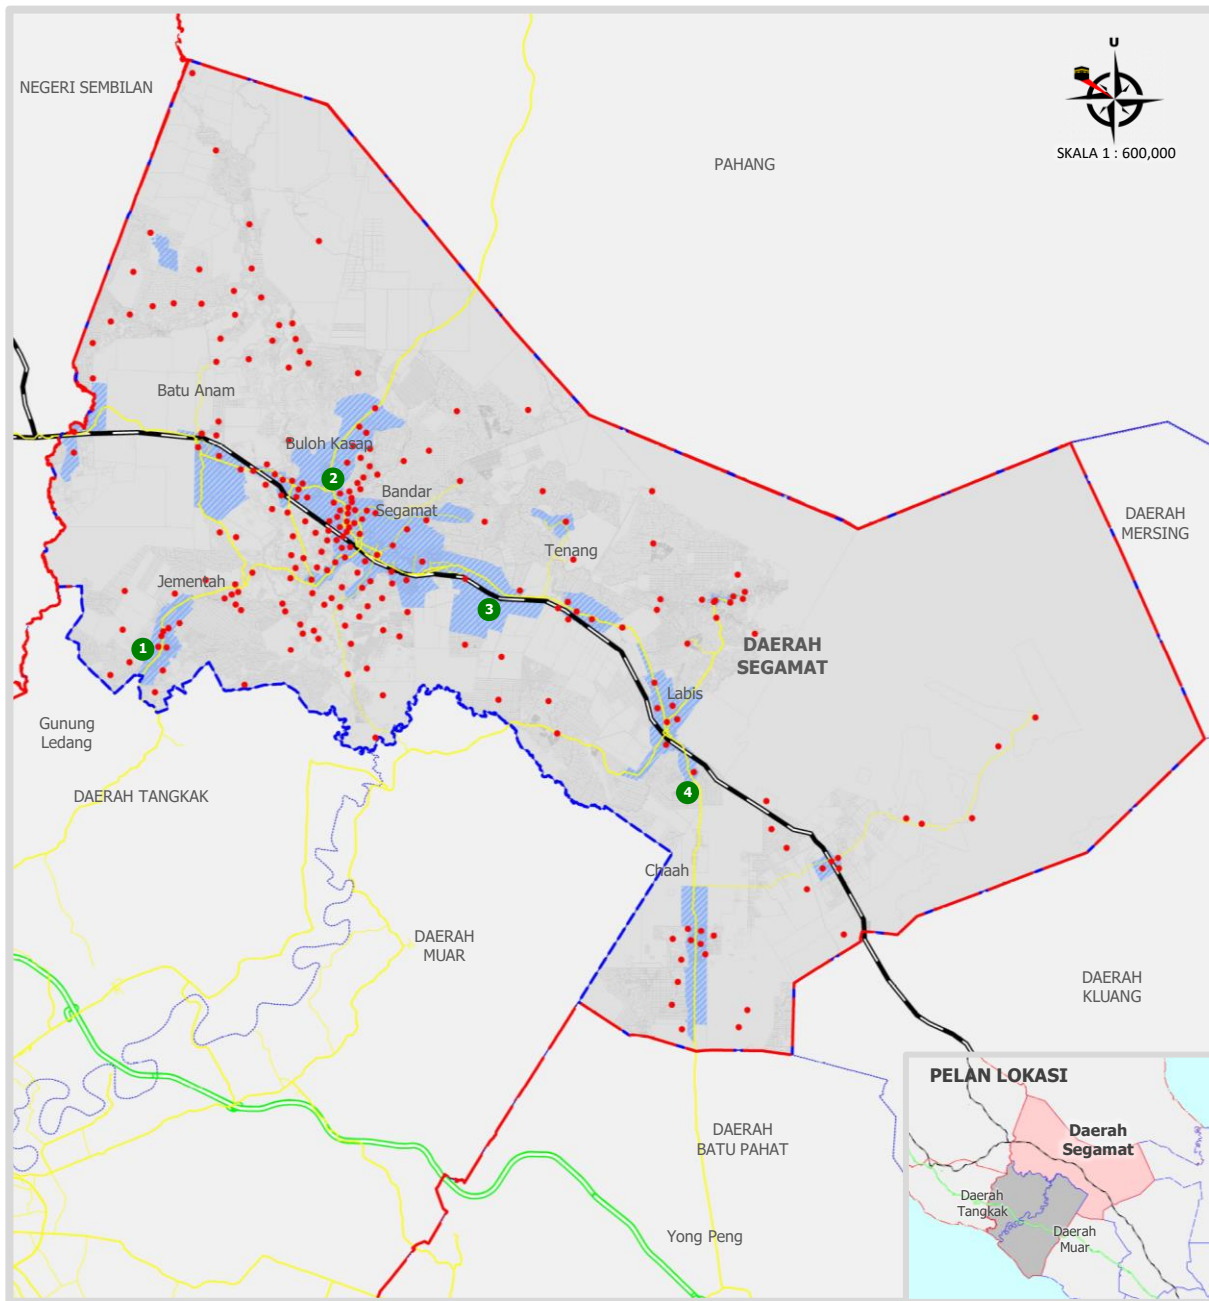 U
NEGERI SEMBILAN
SKALA 1 : 600,000
PAHANG
Batu Anam
Buloh Kasap
2
Bandar
Segamat
DAERAH
MERSING
Tenang
Jementah
3
1
DAERAH
SEGAMAT
Labis
Gunung
Ledang
4
DAERAH TANGKAK
Chaah
DAERAH
MUAR
DAERAH
KLUANG
PELAN LOKASI
DAERAH
BATU PAHAT
Daerah
Segamat
Daerah
Tangkak
Daerah
Muar
Yong Peng